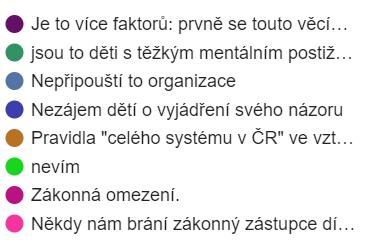 Je to více faktorů: prvně se touto věcí…
jsou to děti s těžkým mentálním postiž…
Nepřipouští to organizace
Nezájem dětí o vyjádření svého názoru
Pravidla "celého systému v ČR" ve vzt…
nevím
Zákonná omezení.
Někdy nám brání zákonný zástupce dí…